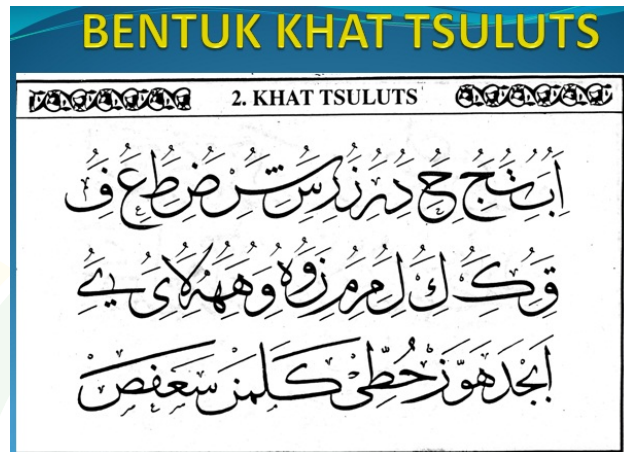 BENTUK KHAT TSULUTS
2. KHAT TSULUTS
اَ بُ تُ جُ حُ دُ رُ زُ سُ شُ ضُ طُ عُ فُ
اَبْجَدْ هَوَّزْ حُطِّيْ كَلَمَنْ سَعَفَصْ